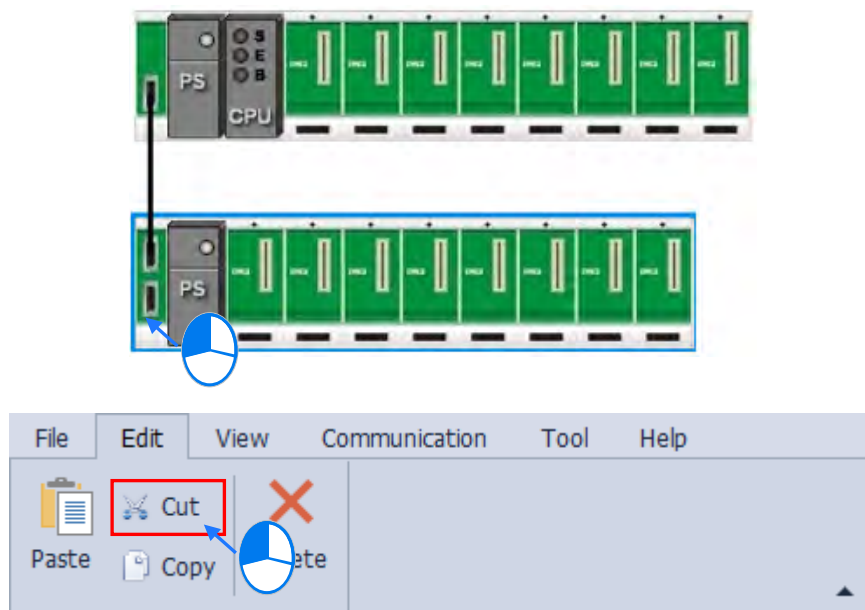 S
E
PS B
CPU
PS
File Edit View Communication Tool Help
Cut
Paste Copy ete